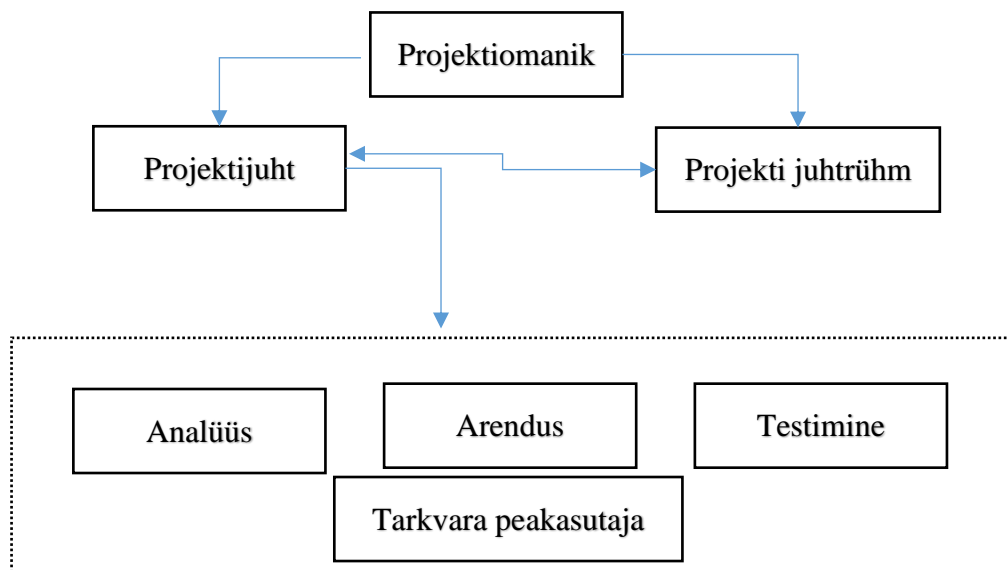 Projektiomanik
Projektijuht
Projekti juhtrühm
Analüüs
Arendus
Testimine
Tarkvara peakasutaja